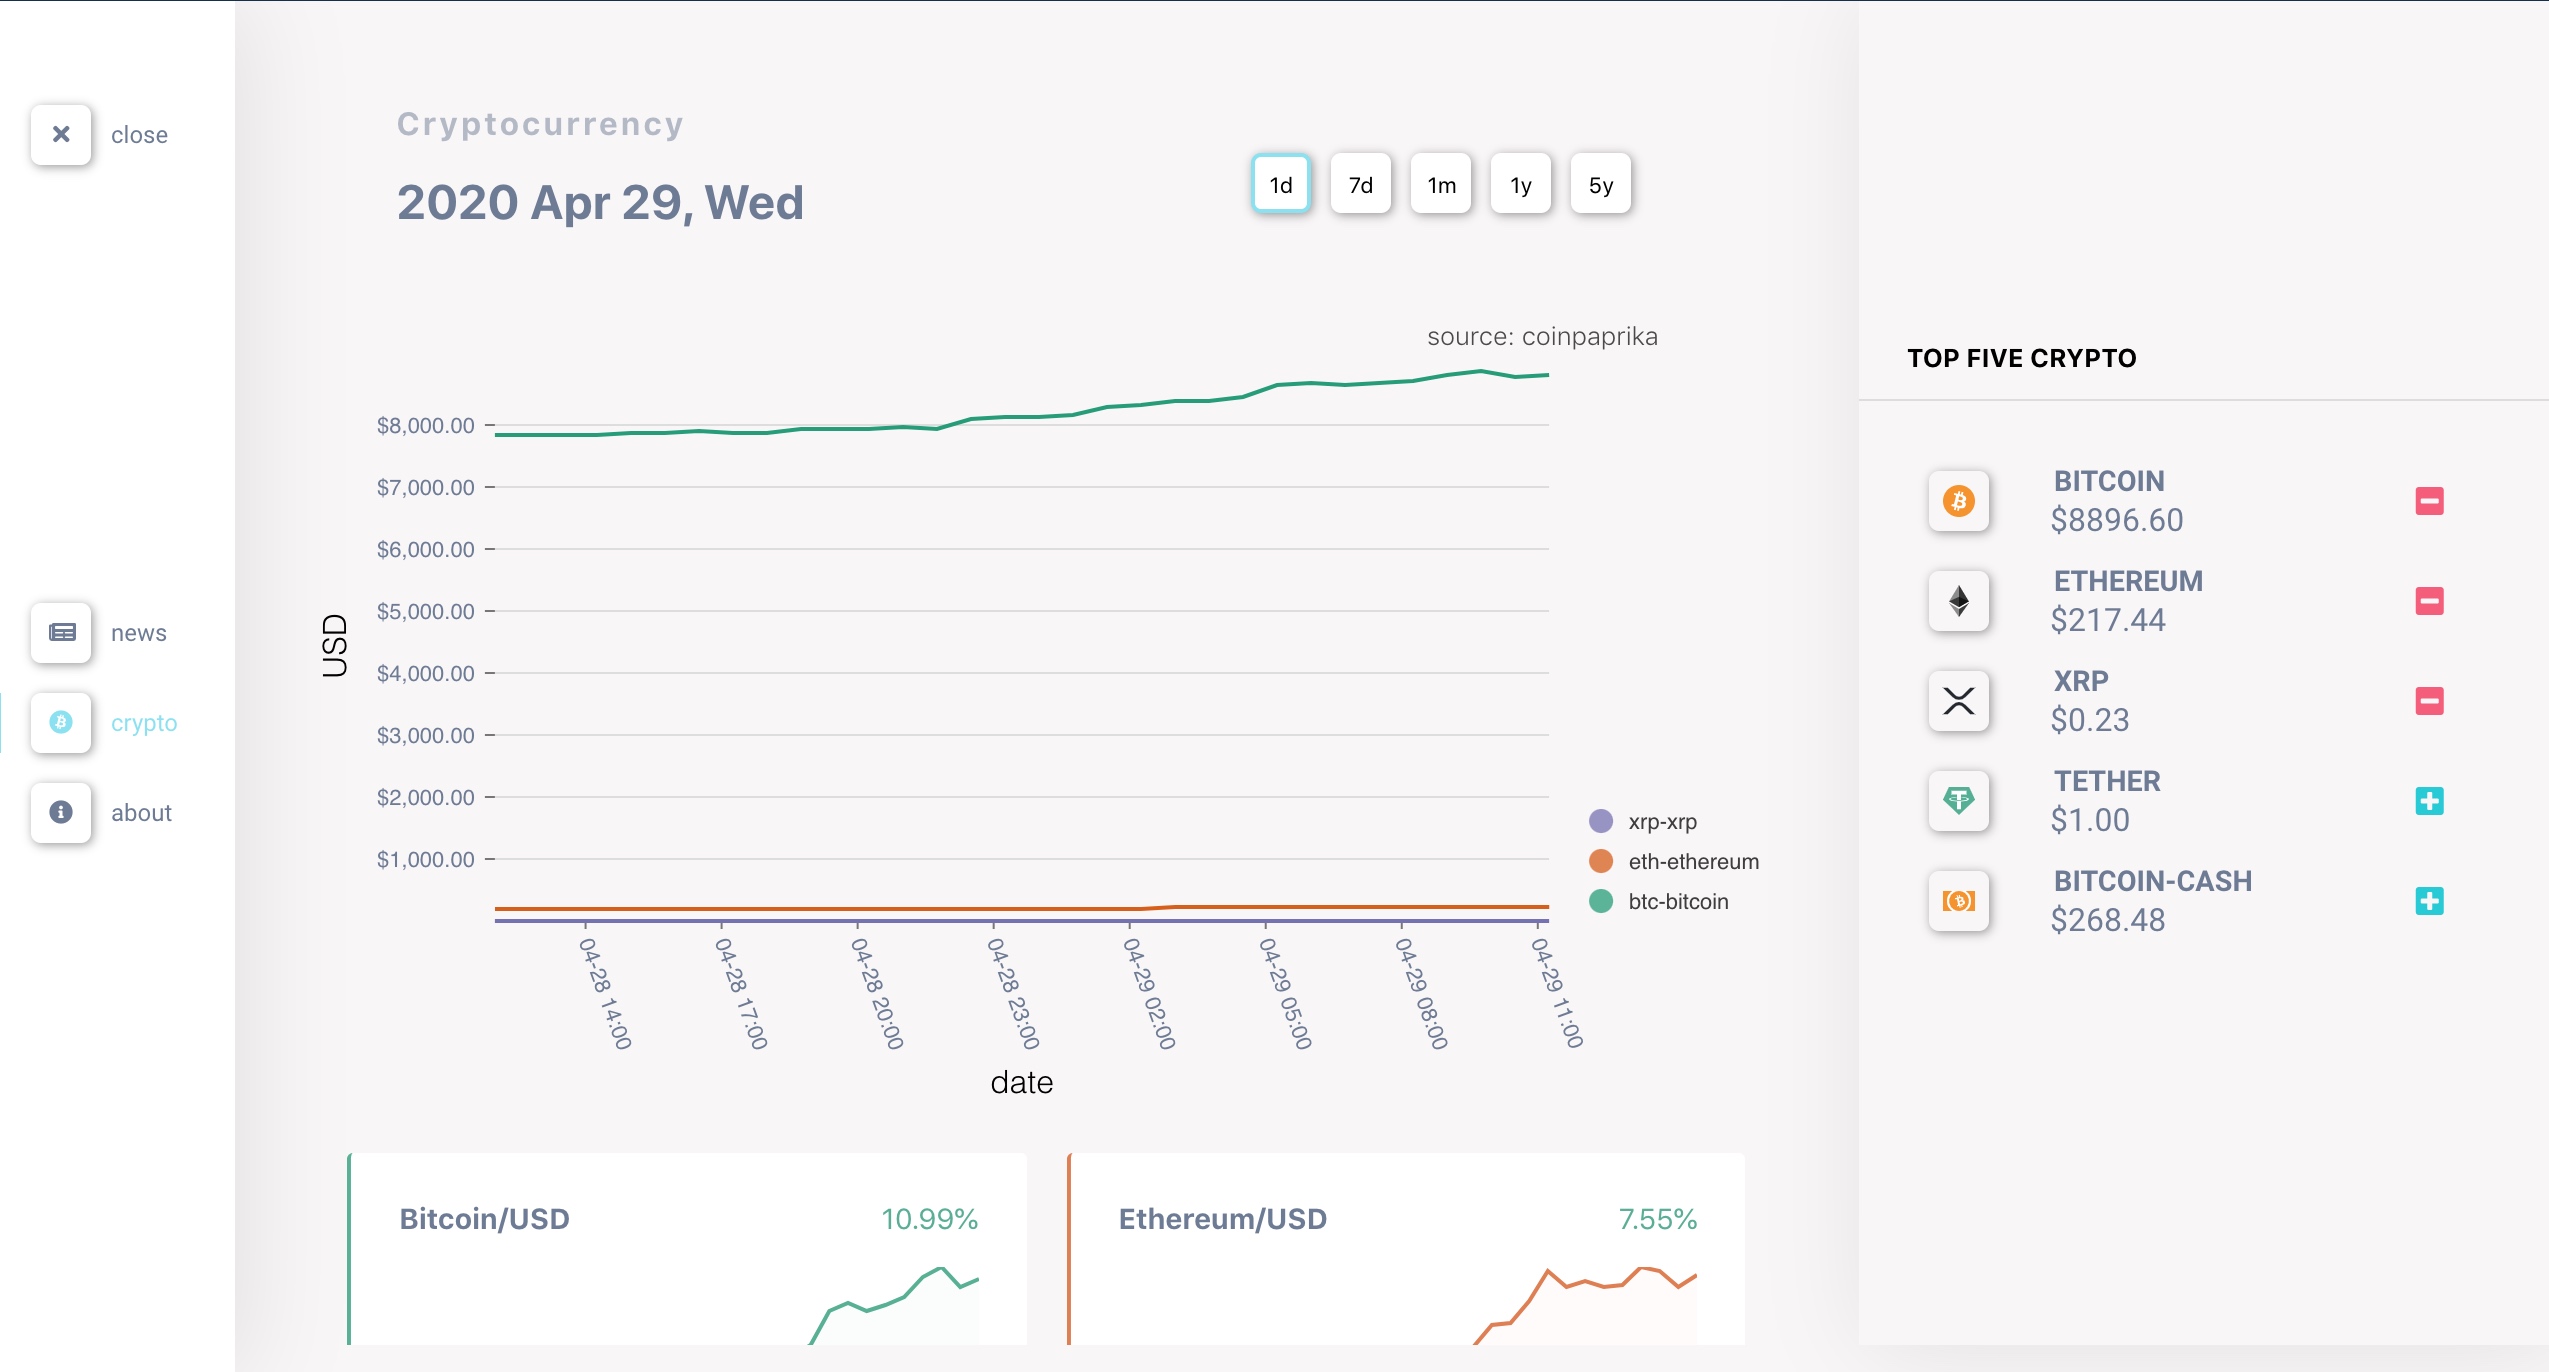 close
news
crypto
about
Cryptocurrency
2020 Apr 29, Wed
1d 7d 1m 1y 5y
source: coinpaprika
USD
$8,000.00
$7,000.00
$6,000.00
$5,000.00
$4,000.00
$3,000.00
$2,000.00
$1,000.00
04-28 14:00
04-28 17:00
04-28 20:00
04-28 23:00
04-29 02:00
04-29 05:00
04-29 08:00
04-29 11:00
date
xrp-xrp
eth-ethereum
btc-bitcoin
Bitcoin/USD 10.99%
Ethereum/USD 7.55%
TOP FIVE CRYPTO
BITCOIN
$8896.60
ETHEREUM
$217.44
XRP
$0.23
TETHER
$1.00
BITCOIN-CASH
$268.48